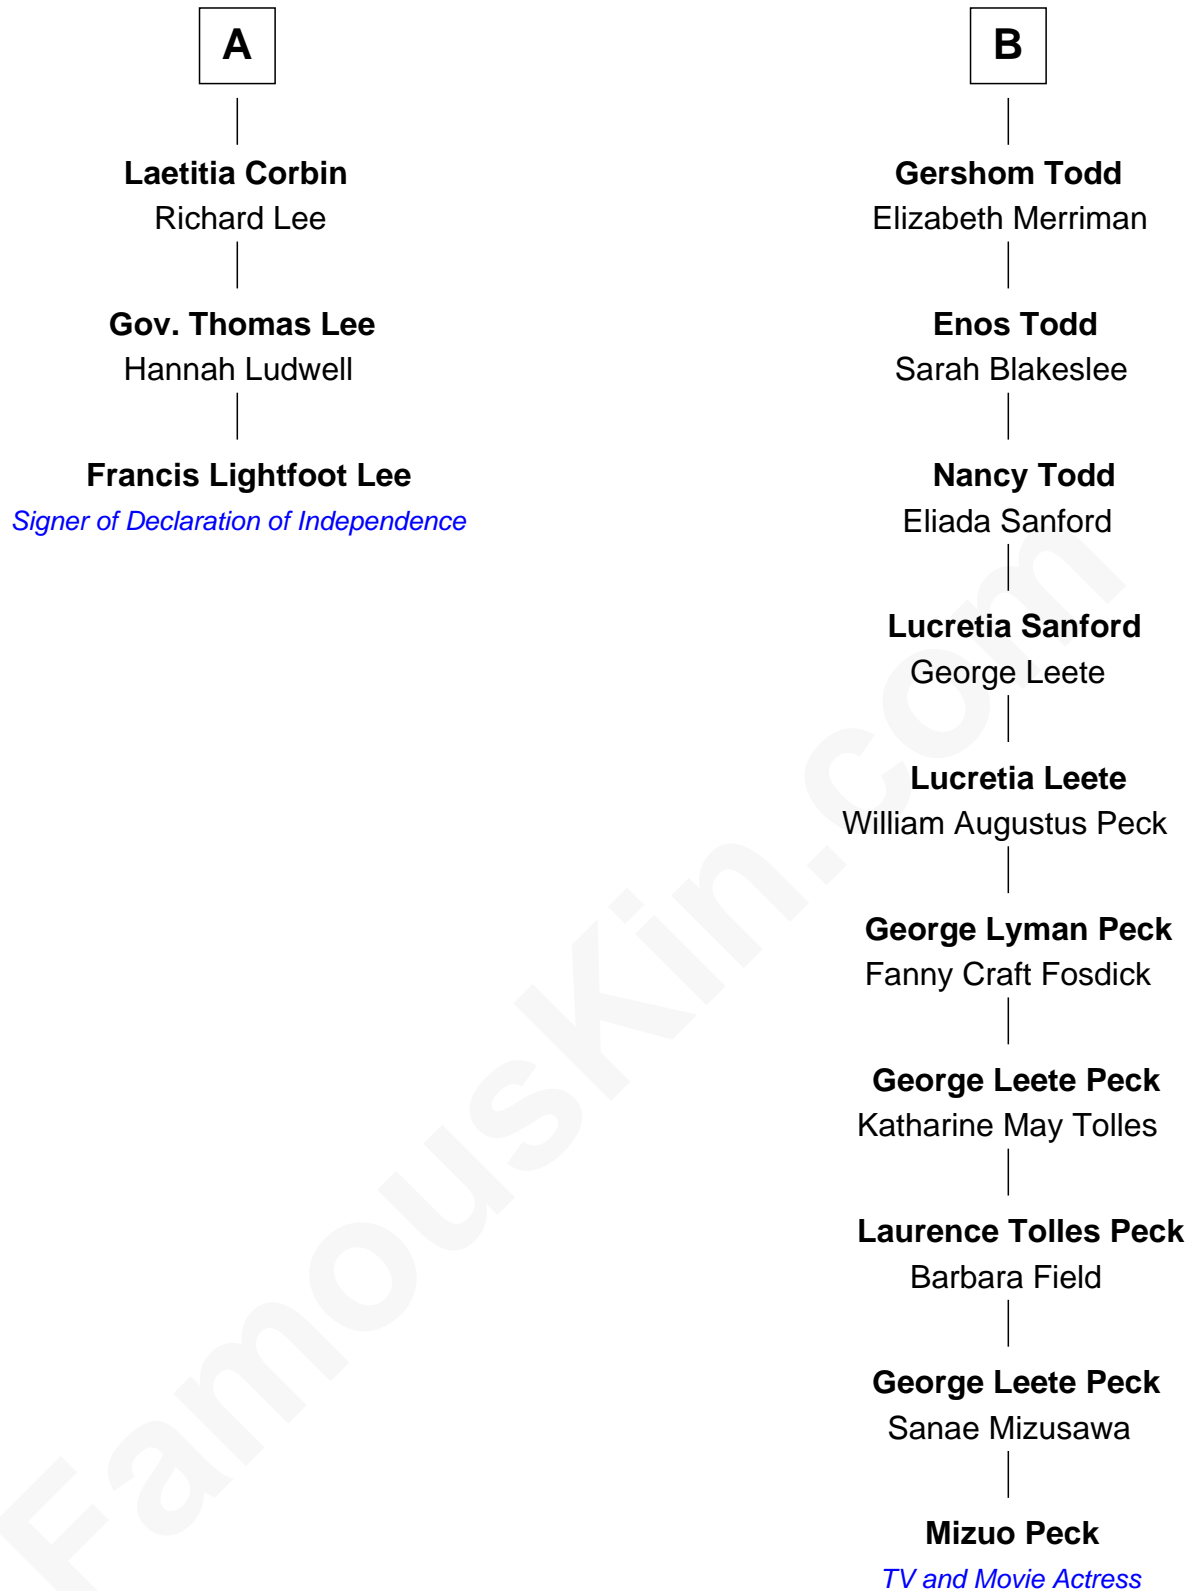 A
Laetitia Corbin
Richard Lee
Gov. Thomas Lee
Hannah Ludwell
Francis Lightfoot Lee
Signer of Declaration of Independence
B
Gershom Todd
Elizabeth Merriman
Enos Todd
Sarah Blakeslee
Nancy Todd
Eliada Sanford
Lucretia Sanford
George Leete
Lucretia Leete
William Augustus Peck
George Lyman Peck
Fanny Craft Fosdick
George Leete Peck
Katharine May Tolles
Laurence Tolles Peck
Barbara Field
George Leete Peck
Sanae Mizusawa
Mizuo Peck
TV and Movie Actress
FamousKin.com